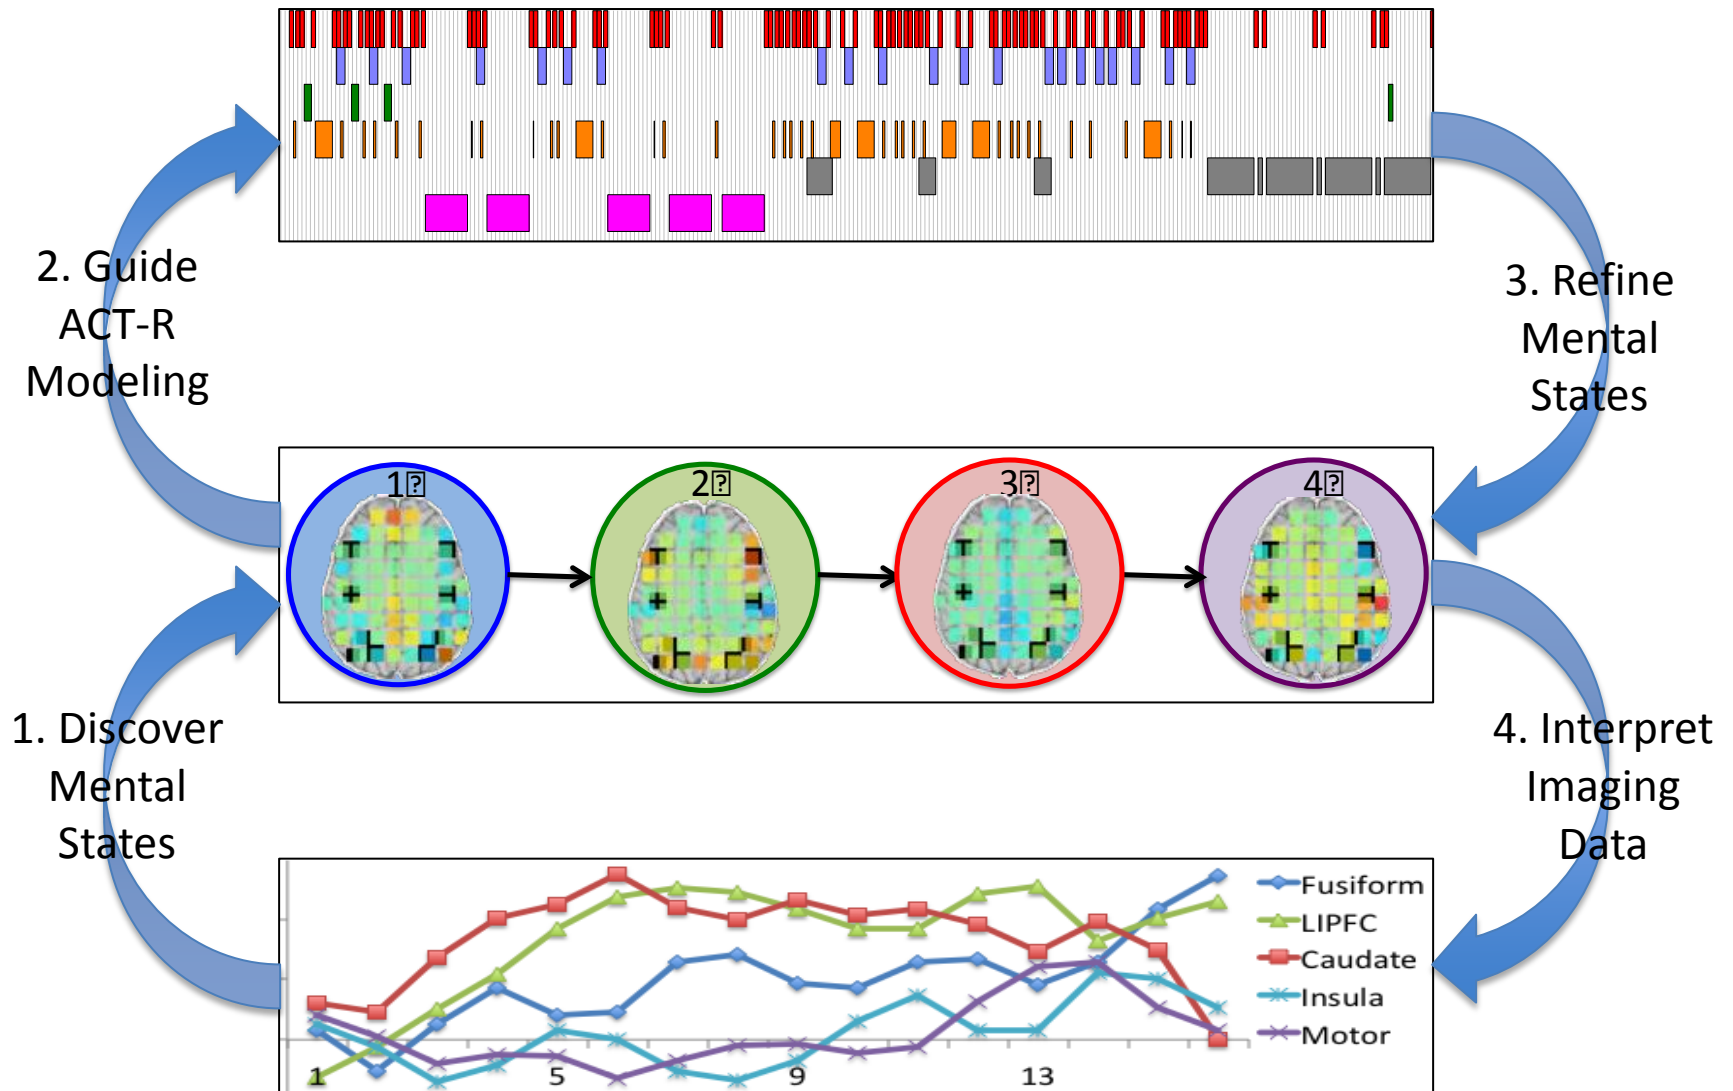 2. Guide
ACT-R
Modeling
3. Refine
Mental
States
1⍰
2⍰
3⍰
4⍰
1. Discover
Mental
States
4. Interpret
Imaging
Data
Fusiform
LIPFC
Caudate
Insula
Motor
1 5 9 13